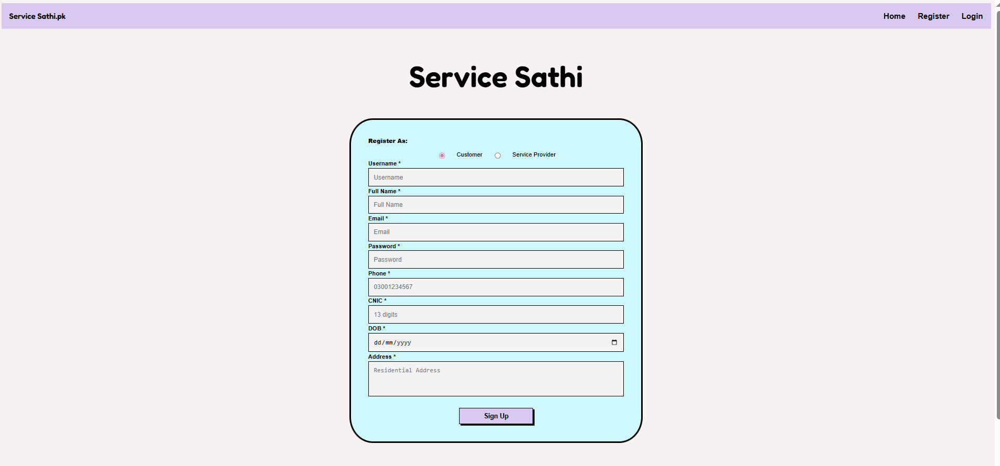 Service Sathi.pk
Home Register Login
Service Sathi
Register As:
Customer Service Provider
Username *
Username
Full Name *
Full Name
Email *
Email
Password *
Password
Phone *
03001234567
CNIC *
13 digits
DOB *
dd/mm/yyyy
Address *
Residential Address
Sign Up